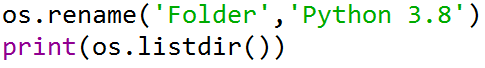 os.rename('Folder','Python 3.8')
print(os.listdir())